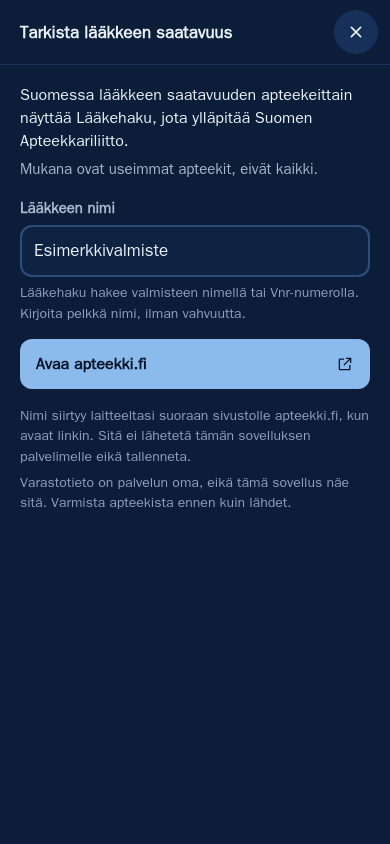 Tarkista lääkkeen saatavuus
Suomessa lääkkeen saatavuuden apteekeittain
näyttää Lääkehaku, jota ylläpitää Suomen
Apteekkariliitto.
Mukana ovat useimmat apteekit, eivät kaikki.
Lääkkeen nimi
Esimerkkivalmiste
Lääkehaku hakee valmisteen nimellä tai Vnr-numerolla.
Kirjoita pelkkä nimi, ilman vahvuutta.
Avaa apteekki.fi
Nimi siirtyy laitteeltasi suoraan sivustolle apteekki.fi, kun
avaat linkin. Sitä ei lähetetä tämän sovelluksen
palvelimelle eikä tallenneta.
Varastotieto on palvelun oma, eikä tämä sovellus näe
sitä. Varmista apteekista ennen kuin lähdet.